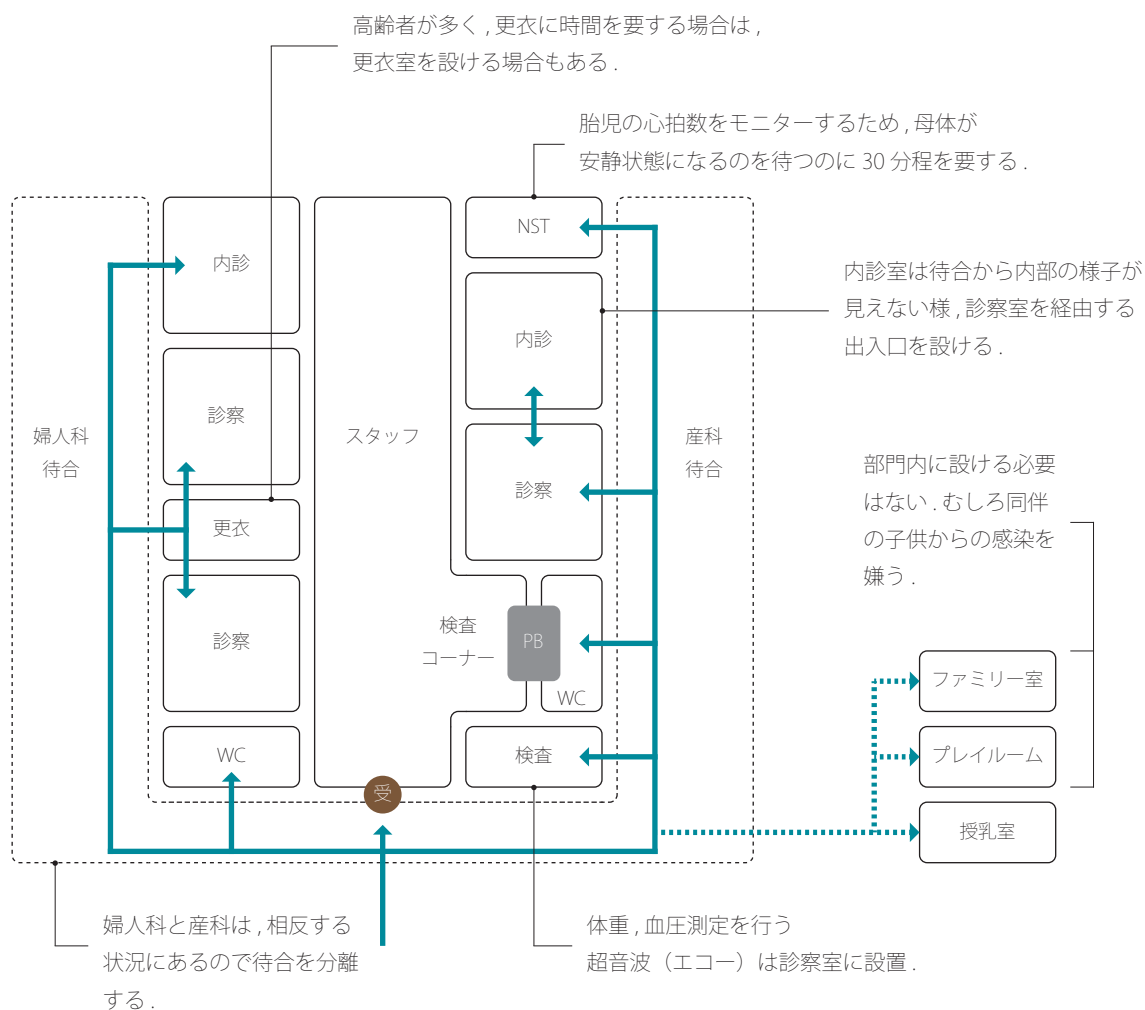 高齢者が多く , 更衣に時間を要する場合は ,
更衣室を設ける場合もある .
胎児の心拍数をモニターするため , 母体が
安静状態になるのを待つのに 30 分程を要する .
内診
診察
更衣
診察
WC
婦人科
待合
スタッフ
NST
内診
診察
検査
コーナー
PB
WC
検査
受
産科
待合
内診室は待合から内部の様子が
見えない様 , 診察室を経由する
出入口を設ける .
部門内に設ける必要
はない . むしろ同伴
の子供からの感染を
嫌う .
ファミリー室
プレイルーム
授乳室
婦人科と産科は , 相反する
状況にあるので待合を分離
する .
体重 , 血圧測定を行う
超音波（エコー）は診察室に設置 .